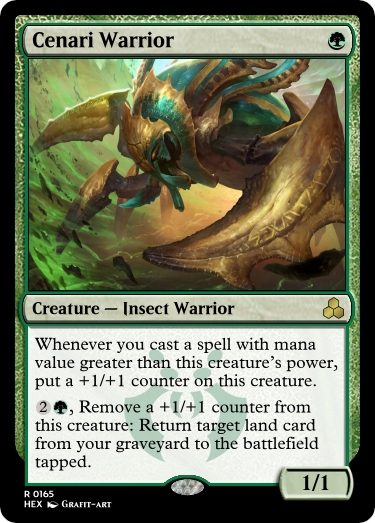 Cenari Warrior
Creature — Insect Warrior
Whenever you cast a spell with mana
value greater than this creature's power,
put a +1/+1 counter on this creature.
2 , Remove a +1/+1 counter from
this creature: Return target land card
from your graveyard to the battlefield
tapped.
1/1
R 0165
HEX Grafit-art